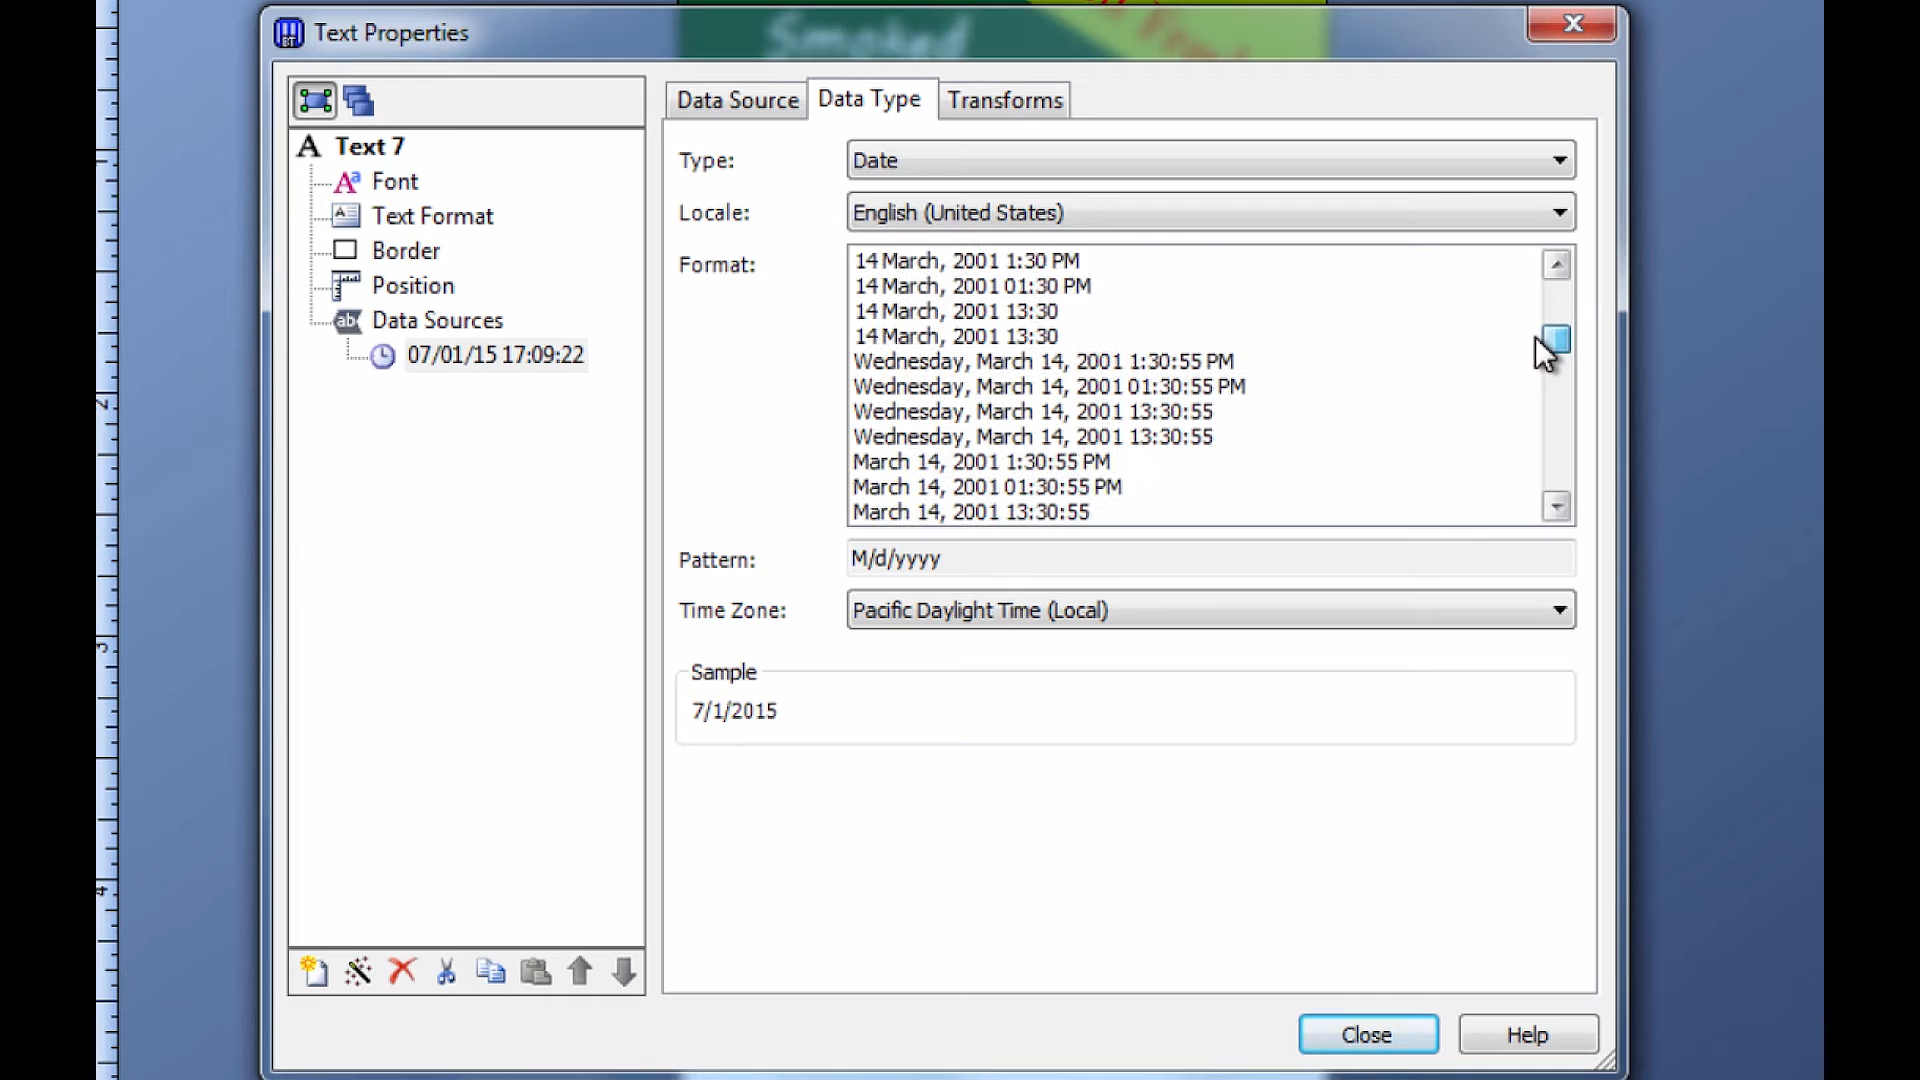 Smoked
Text Properties
Text 7
Font
Text Format
Border
Position
Data Sources
07/01/15 17:09:22
Data Source
Data Type
Transforms
Type:
Date
Locale:
English (United States)
Format:
14 March, 2001 1:30 PM
14 March, 2001 01:30 PM
14 March, 2001 13:30
14 March, 2001 13:30
Wednesday, March 14, 2001 1:30:55 PM
Wednesday, March 14, 2001 01:30:55 PM
Wednesday, March 14, 2001 13:30:55
Wednesday, March 14, 2001 13:30:55
March 14, 2001 1:30:55 PM
March 14, 2001 01:30:55 PM
March 14, 2001 13:30:55
Pattern:
M/d/yyyy
Time Zone:
Pacific Daylight Time (Local)
Sample
7/1/2015
Close
Help
2
3
4